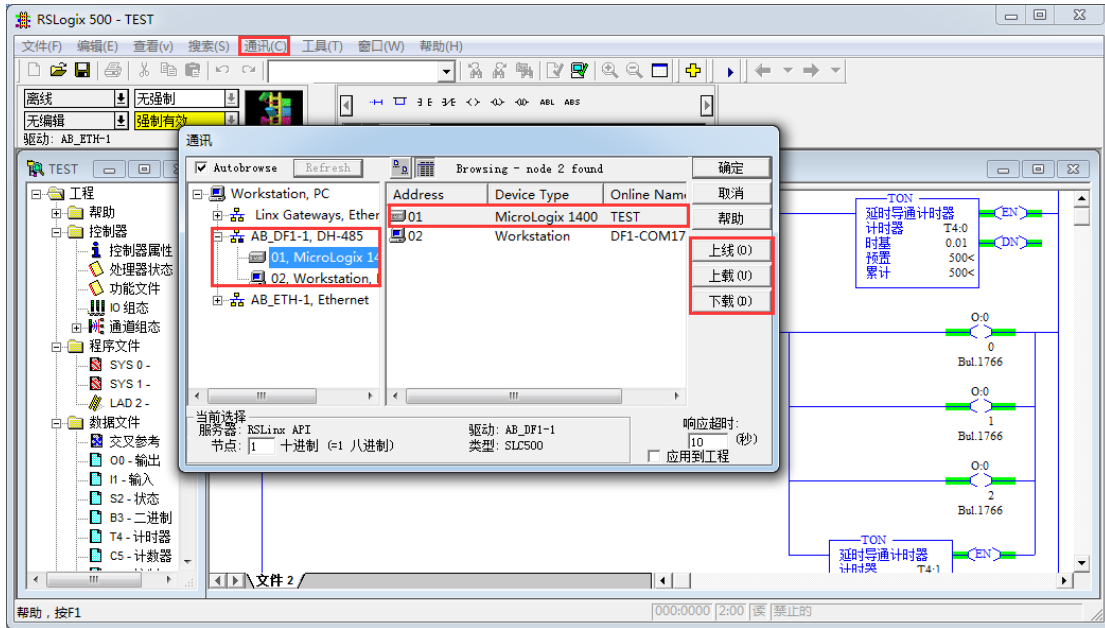 RSLogix 500 - TEST
文件(F) 编辑(E) 查看(v) 搜索(S) 通讯(C) 工具(T) 窗口(W) 帮助(H)
离线 无强制
无编辑 强制有效
驱动: AB_ETH-1
ABL ABS
TEST
工程
帮助
控制器
控制器属性
处理器状态
功能文件
IO 组态
通道组态
程序文件
SYS 0 -
SYS 1 -
LAD 2 -
数据文件
交叉参考
O0 - 输出
I1 - 输入
S2 - 状态
B3 - 二进制
T4 - 计时器
C5 - 计数器
通讯
Autobrowse Refresh Browsing - node 2 found
Workstation, PC
Linx Gateways, Ether
AB_DF1-1, DH-485
01, MicroLogix 14
02, Workstation,
AB_ETH-1, Ethernet
Address Device Type Online Name
01 MicroLogix 1400 TEST
02 Workstation DF1-COM17
确定
取消
帮助
上线(O)
上载(U)
下载(D)
当前选择
服务器: RSLinx API 驱动: AB_DF1-1
节点: 1 十进制 (=1 八进制) 类型: SLC500
响应超时:
10 (秒)
应用到工程
TON
延时导通计时器 EN
计时器 T4:0
时基 0.01 DN
预置 500<
累计 500<
O:0
0
Bul.1766
O:0
1
Bul.1766
O:0
2
Bul.1766
TON
延时导通计时器 EN
计时器 T4:1
文件 2
帮助，按F1 000:0000 2:00 读 禁止的